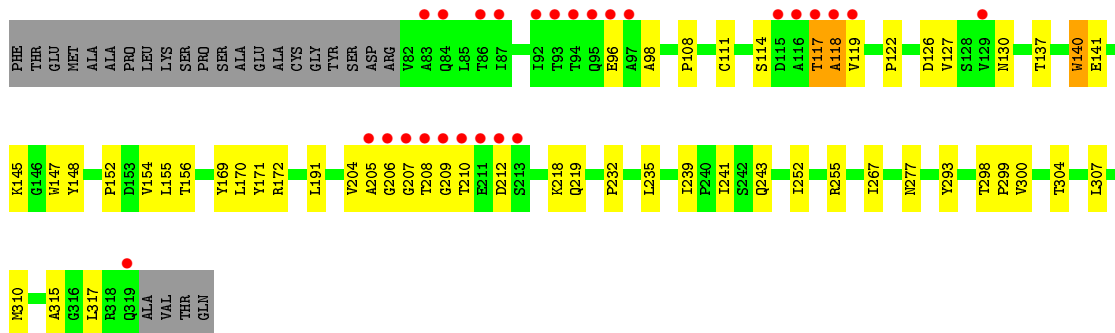 PHE THR GLU MET ALA ALA PRO LEU LYS SER PRO SER ALA GLU ALA CYS GLY TYR SER ASP ARG V82 A83 Q84 L85 T86 I87 I92 T93 T94 Q95 E96 A97 A98 P108 C111 S114 D115 A116 T117 A118 V119 P122 D126 V127 S128 V129 N130 T137 W140 E141
K145 G146 W147 Y148 P152 D153 V154 L155 T156 Y169 L170 Y171 R172 L191 V204 A205 G206 G207 T208 G209 T210 E211 D212 S213 K218 Q219 P232 L235 I239 P240 I241 S242 Q243 I252 R255 I267 N277 Y293 T298 P299 V300 T304 L307
M310 A315 G316 L317 R318 Q319 ALA VAL THR GLN